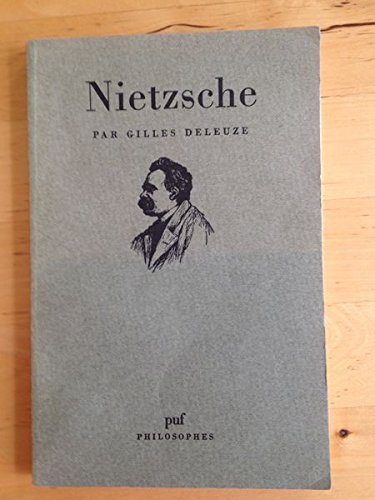 Nietzsche
PAR GILLES DELEUZE
puf
PHILOSOPHES